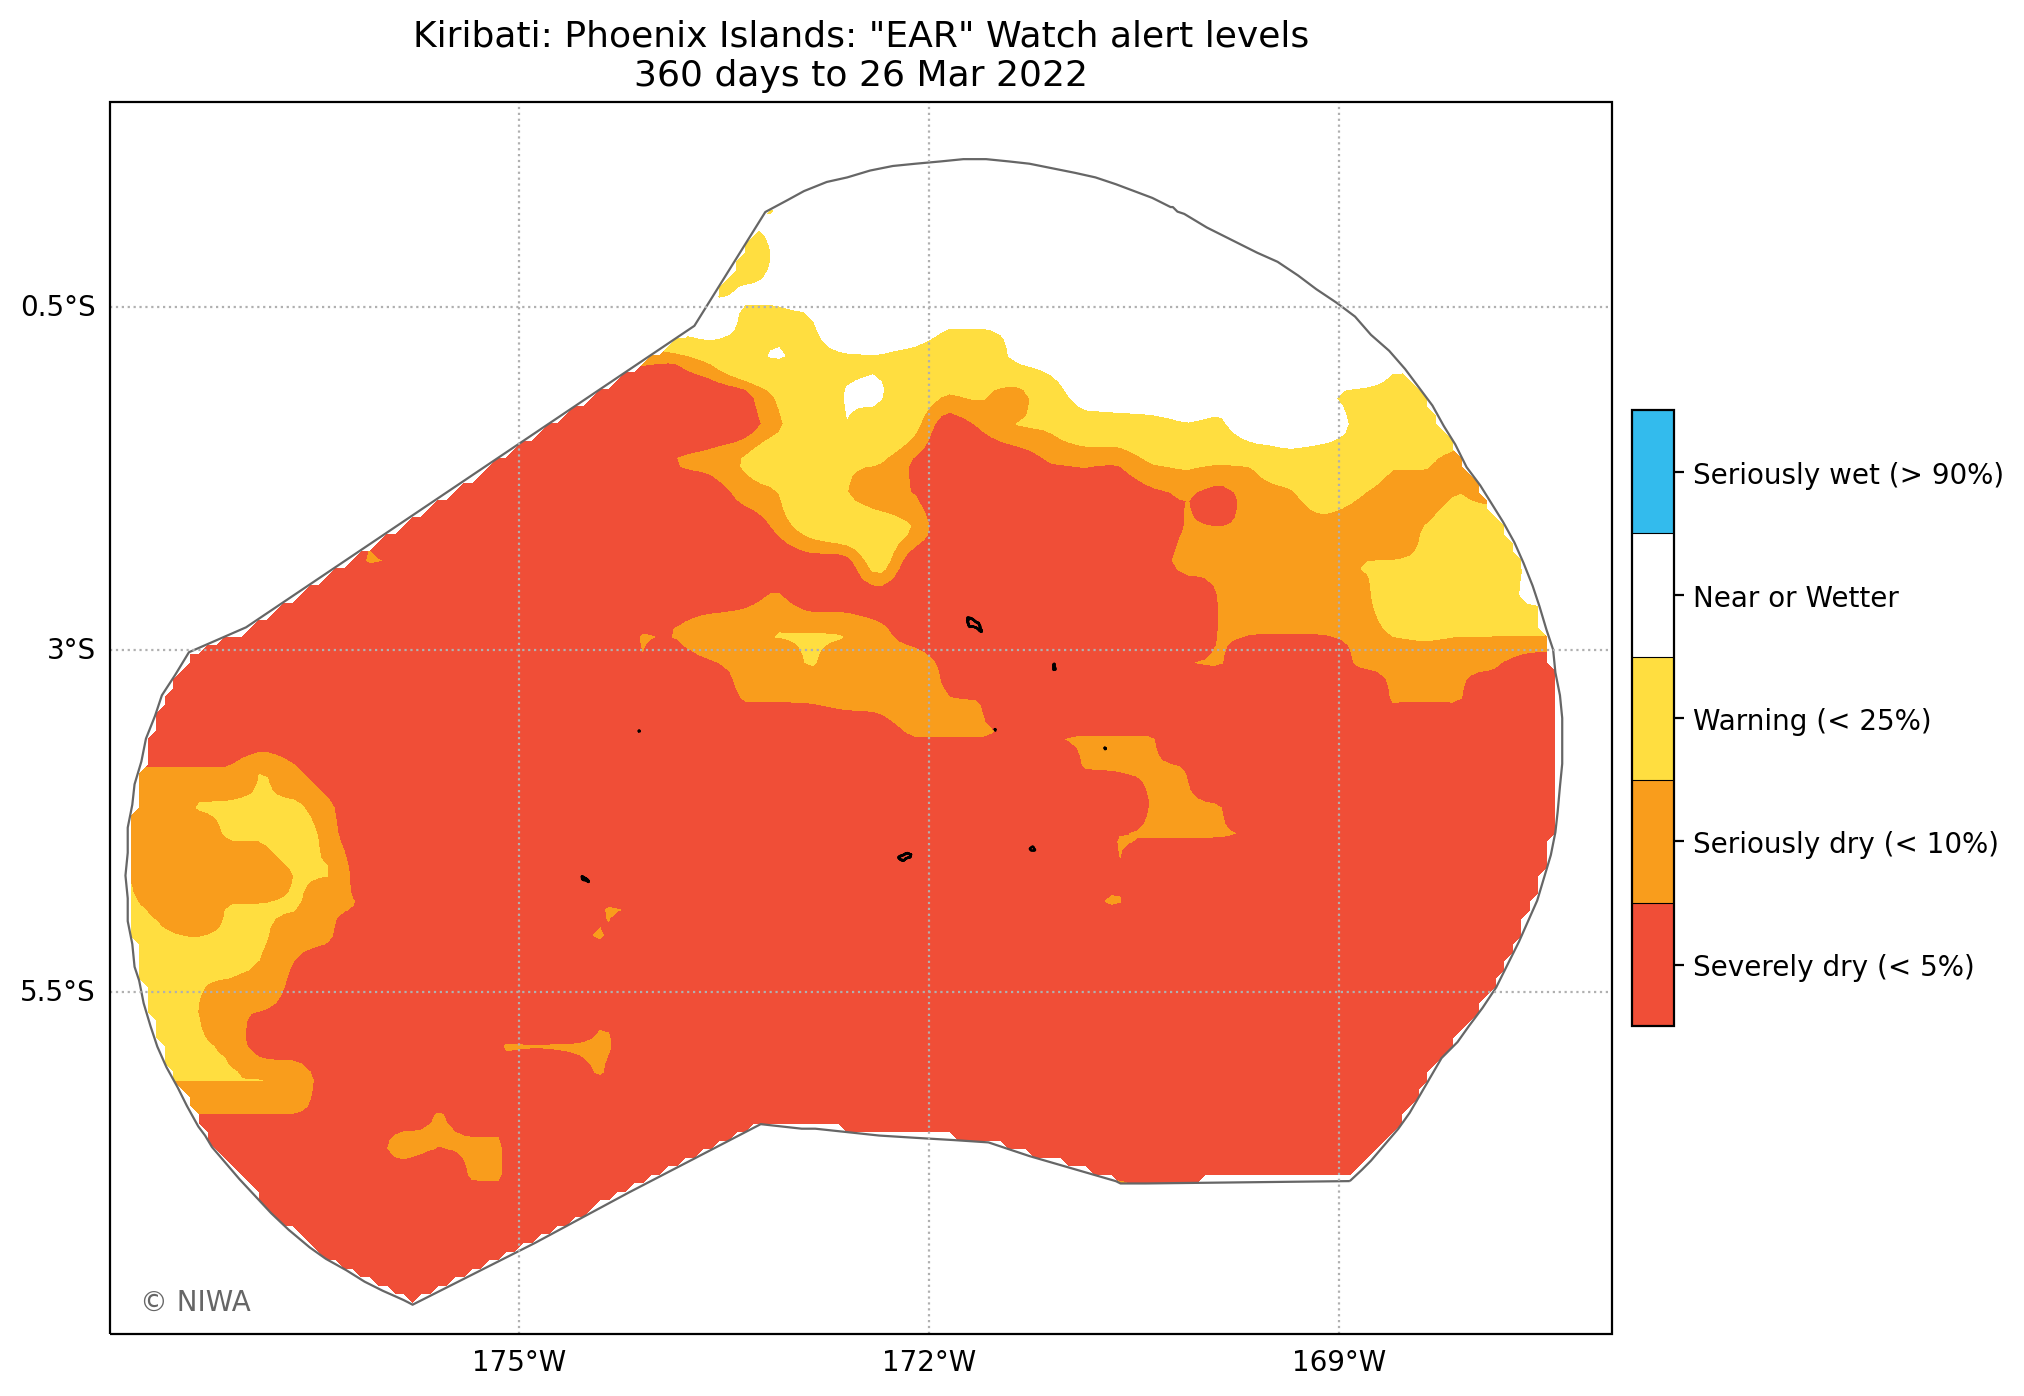 Kiribati: Phoenix Islands: "EAR" Watch alert levels
360 days to 26 Mar 2022
0.5°S
3°S
5.5°S
175°W
172°W
169°W
Seriously wet (> 90%)
Near or Wetter
Warning (< 25%)
Seriously dry (< 10%)
Severely dry (< 5%)
© NIWA